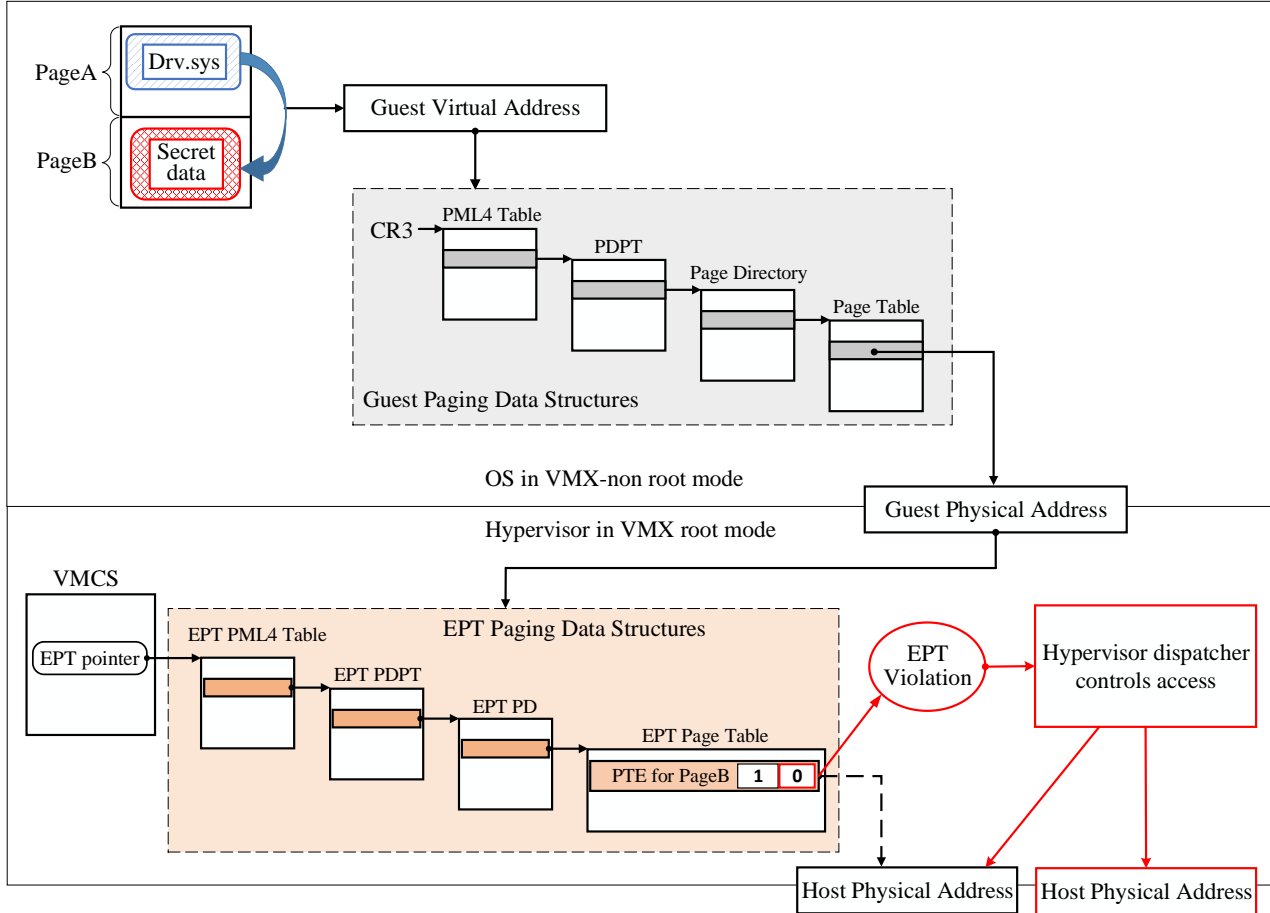 PageA
Drv.sys
PageB
Secret
data
Guest Virtual Address
CR3
PML4 Table
PDPT
Page Directory
Page Table
Guest Paging Data Structures
OS in VMX-non root mode
Guest Physical Address
Hypervisor in VMX root mode
VMCS
EPT pointer
EPT Paging Data Structures
EPT PML4 Table
EPT PDPT
EPT PD
EPT Page Table
PTE for PageB 1 0
EPT
Violation
Hypervisor dispatcher
controls access
Host Physical Address
Host Physical Address